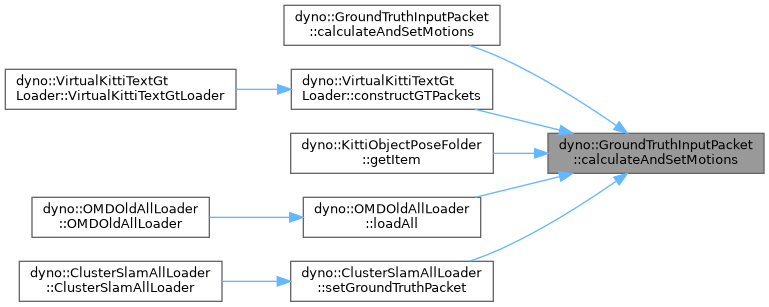 dyno::GroundTruthInputPacket
::calculateAndSetMotions
dyno::VirtualKittiTextGt
Loader::VirtualKittiTextGtLoader
dyno::VirtualKittiTextGt
Loader::constructGTPackets
dyno::GroundTruthInputPacket
::calculateAndSetMotions
dyno::KittiObjectPoseFolder
::getItem
dyno::OMDOldAllLoader
::OMDOldAllLoader
dyno::OMDOldAllLoader
::loadAll
dyno::ClusterSlamAllLoader
::ClusterSlamAllLoader
dyno::ClusterSlamAllLoader
::setGroundTruthPacket